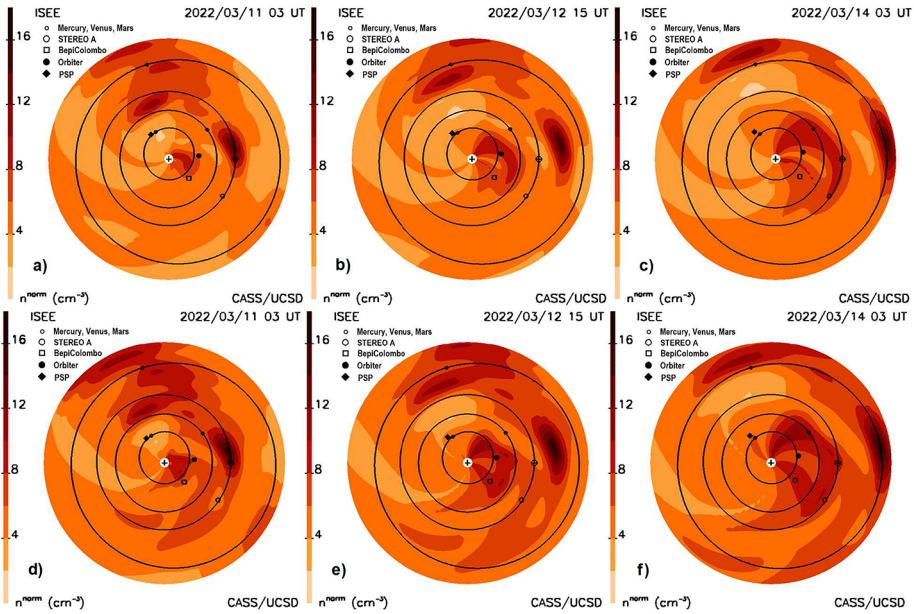 ISEE 2022/03/11 03 UT
16
Mercury, Venus, Mars
STEREO A
BepiColombo
Orbiter
PSP
12
8
4
a)
n^norm (cm⁻³) CASS/UCSD
ISEE 2022/03/12 15 UT
16
Mercury, Venus, Mars
STEREO A
BepiColombo
Orbiter
PSP
12
8
4
b)
n^norm (cm⁻³) CASS/UCSD
ISEE 2022/03/14 03 UT
16
Mercury, Venus, Mars
STEREO A
BepiColombo
Orbiter
PSP
12
8
4
c)
n^norm (cm⁻³) CASS/UCSD
ISEE 2022/03/11 03 UT
16
Mercury, Venus, Mars
STEREO A
BepiColombo
Orbiter
PSP
12
8
4
d)
n^norm (cm⁻³) CASS/UCSD
ISEE 2022/03/12 15 UT
16
Mercury, Venus, Mars
STEREO A
BepiColombo
Orbiter
PSP
12
8
4
e)
n^norm (cm⁻³) CASS/UCSD
ISEE 2022/03/14 03 UT
16
Mercury, Venus, Mars
STEREO A
BepiColombo
Orbiter
PSP
12
8
4
f)
n^norm (cm⁻³) CASS/UCSD